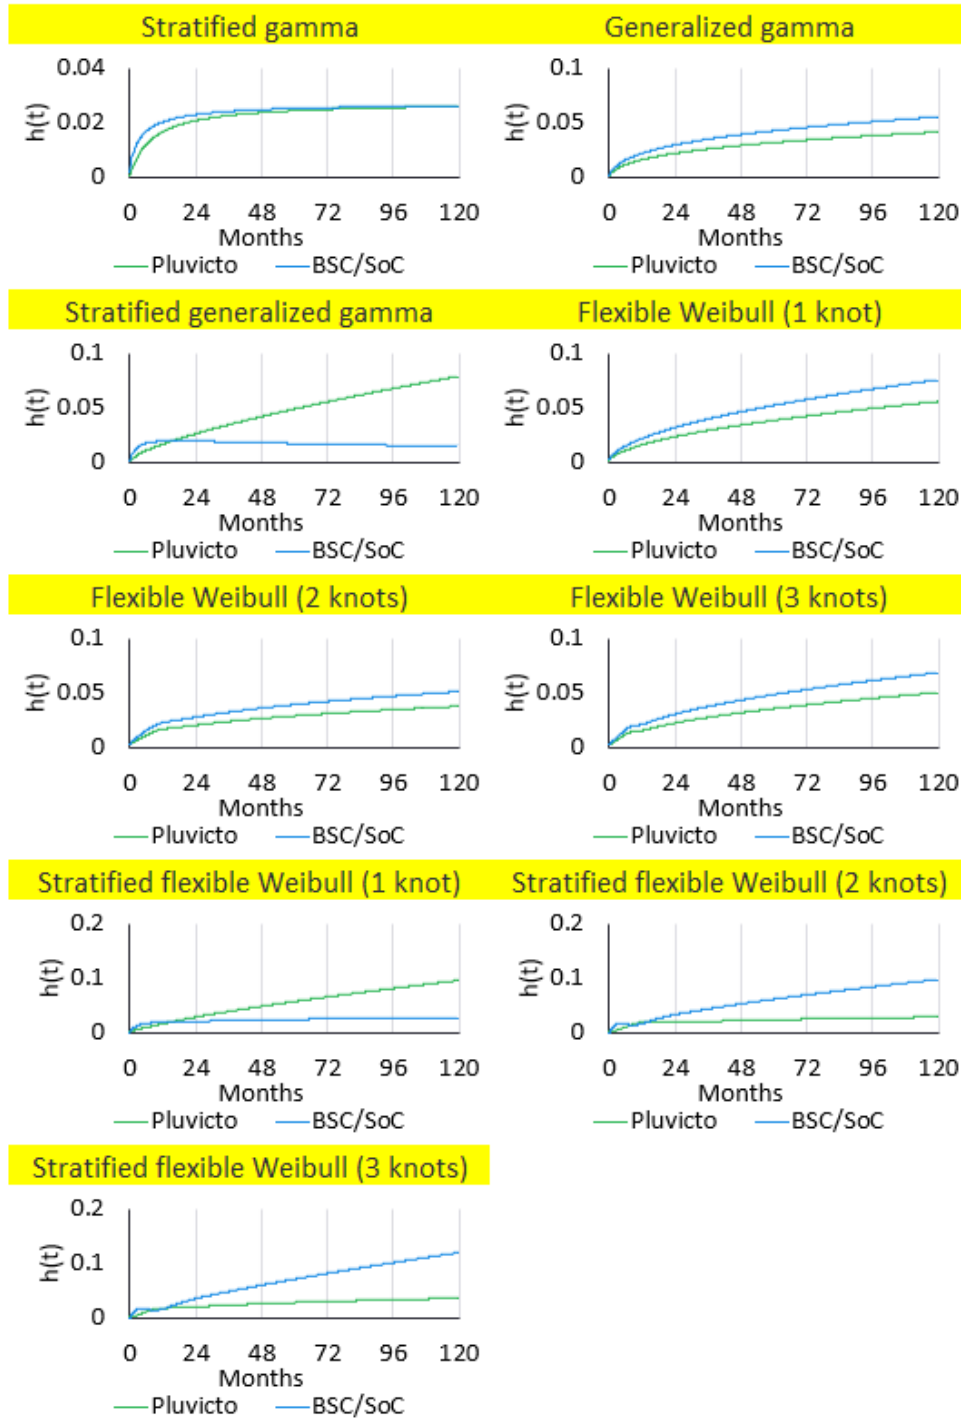 Stratified gamma
0.04
0.02
0
h(t)
0 24 48 72 96 120
Months
Pluvicto BSC/SoC
Generalized gamma
0.1
0.05
0
h(t)
0 24 48 72 96 120
Months
Pluvicto BSC/SoC
Stratified generalized gamma
0.1
0.05
0
h(t)
0 24 48 72 96 120
Months
Pluvicto BSC/SoC
Flexible Weibull (1 knot)
0.1
0.05
0
h(t)
0 24 48 72 96 120
Months
Pluvicto BSC/SoC
Flexible Weibull (2 knots)
0.1
0.05
0
h(t)
0 24 48 72 96 120
Months
Pluvicto BSC/SoC
Flexible Weibull (3 knots)
0.1
0.05
0
h(t)
0 24 48 72 96 120
Months
Pluvicto BSC/SoC
Stratified flexible Weibull (1 knot)
0.2
0.1
0
h(t)
0 24 48 72 96 120
Months
Pluvicto BSC/SoC
Stratified flexible Weibull (2 knots)
0.2
0.1
0
h(t)
0 24 48 72 96 120
Months
Pluvicto BSC/SoC
Stratified flexible Weibull (3 knots)
0.2
0.1
0
h(t)
0 24 48 72 96 120
Months
Pluvicto BSC/SoC